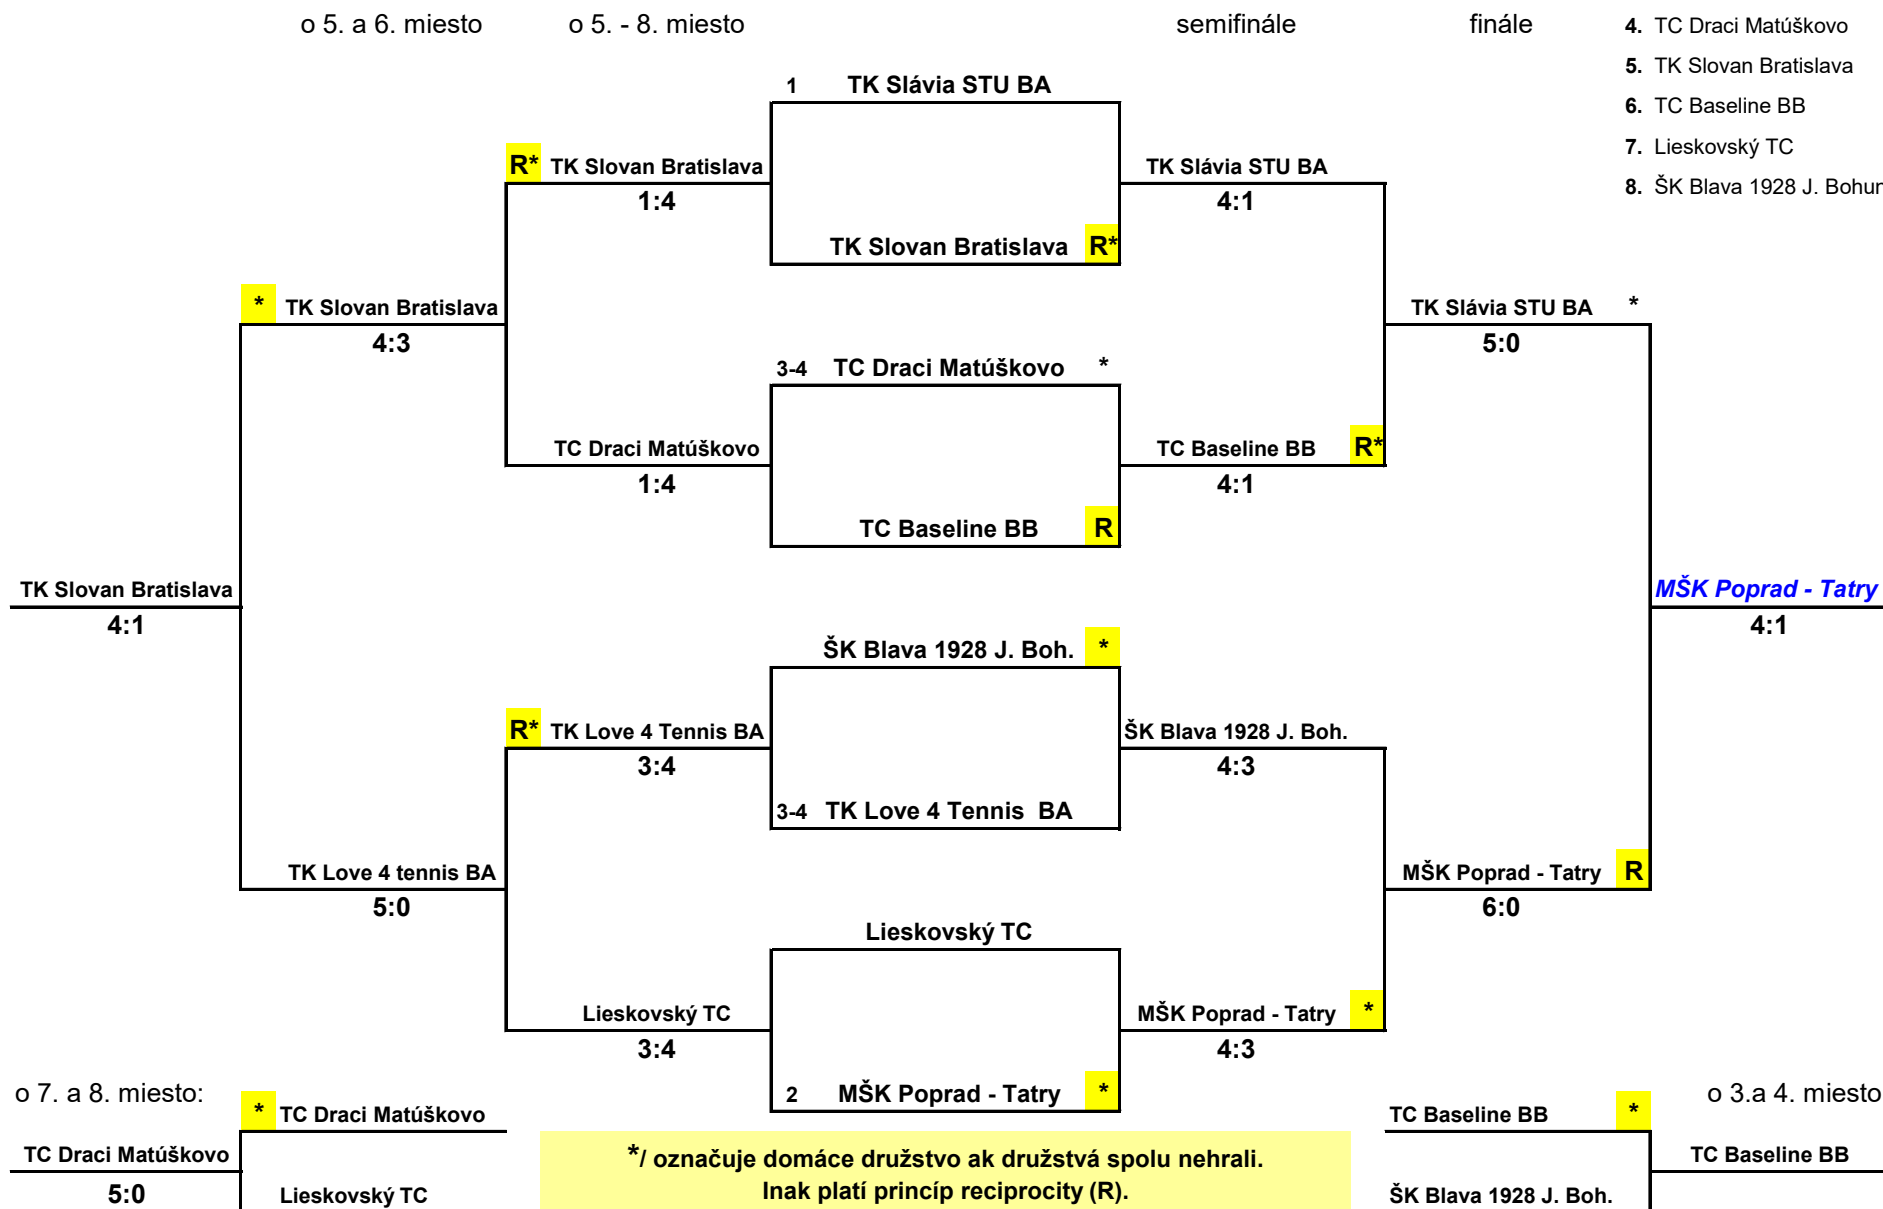 o 5. a 6. miesto o 5. - 8. miesto semifinále finále 4. TC Draci Matúškovo
5. TK Slovan Bratislava
1 TK Slávia STU BA
6. TC Baseline BB
7. Lieskovský TC
R* TK Slovan Bratislava TK Slávia STU BA
8. ŠK Blava 1928 J. Bohun
1:4 4:1
TK Slovan Bratislava R*
* TK Slovan Bratislava TK Slávia STU BA *
4:3 5:0
3-4 TC Draci Matúškovo *
TC Draci Matúškovo TC Baseline BB R*
1:4 4:1
TC Baseline BB R
TK Slovan Bratislava MŠK Poprad - Tatry
4:1 4:1
ŠK Blava 1928 J. Boh. *
R* TK Love 4 Tennis BA ŠK Blava 1928 J. Boh.
3:4 4:3
3-4 TK Love 4 Tennis BA
TK Love 4 tennis BA MŠK Poprad - Tatry R
5:0 6:0
Lieskovský TC
Lieskovský TC MŠK Poprad - Tatry *
3:4 4:3
o 7. a 8. miesto: 2 MŠK Poprad - Tatry * o 3.a 4. miesto
* TC Draci Matúškovo TC Baseline BB *
TC Draci Matúškovo */ označuje domáce družstvo ak družstvá spolu nehrali. TC Baseline BB
5:0 Lieskovský TC Inak platí princíp reciprocity (R). ŠK Blava 1928 J. Boh.